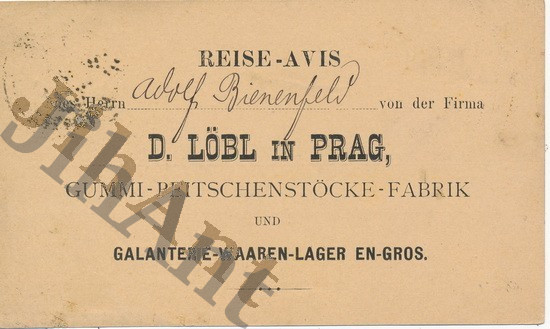 REISE-AVIS
des Herrn Adolf Bienenfeld von der Firma
D. LÖBL IN PRAG,
GUMMI-PEITSCHENSTÖCKE-FABRIK
UND
GALANTERIE-WAAREN-LAGER EN-GROS.
JihAnt